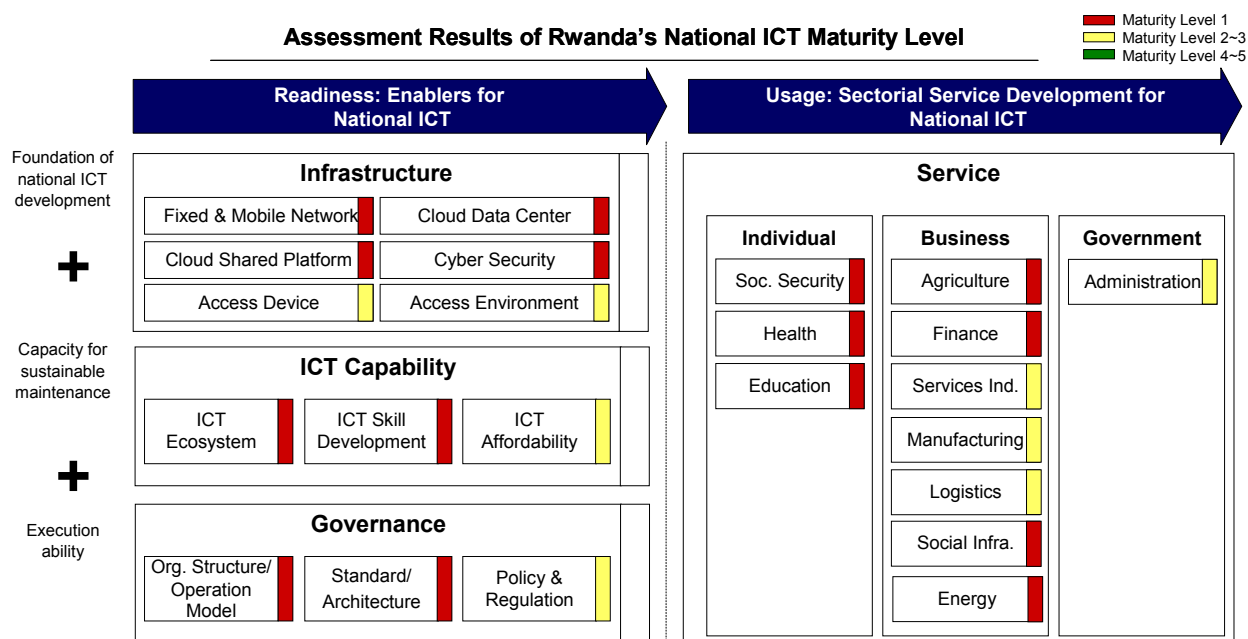 Assessment Results of Rwanda's National ICT Maturity Level
Maturity Level 1
Maturity Level 2~3
Maturity Level 4~5
Readiness: Enablers for
National ICT
Usage: Sectorial Service Development for
National ICT
Foundation of
national ICT
development
+
Capacity for
sustainable
maintenance
+
Execution
ability
Infrastructure
Fixed & Mobile Network
Cloud Data Center
Cloud Shared Platform
Cyber Security
Access Device
Access Environment
ICT Capability
ICT
Ecosystem
ICT Skill
Development
ICT
Affordability
Governance
Org. Structure/
Operation
Model
Standard/
Architecture
Policy &
Regulation
Service
Individual
Soc. Security
Health
Education
Business
Agriculture
Finance
Services Ind.
Manufacturing
Logistics
Social Infra.
Energy
Government
Administration